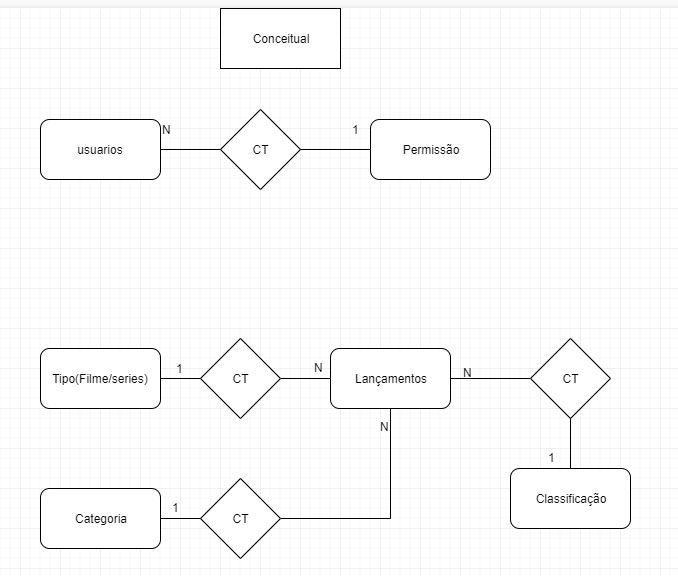 Conceitual
usuarios
N
CT
1
Permissão
Tipo(Filme/series)
1
CT
N
Lançamentos
N
CT
N
1
Classificação
Categoria
1
CT